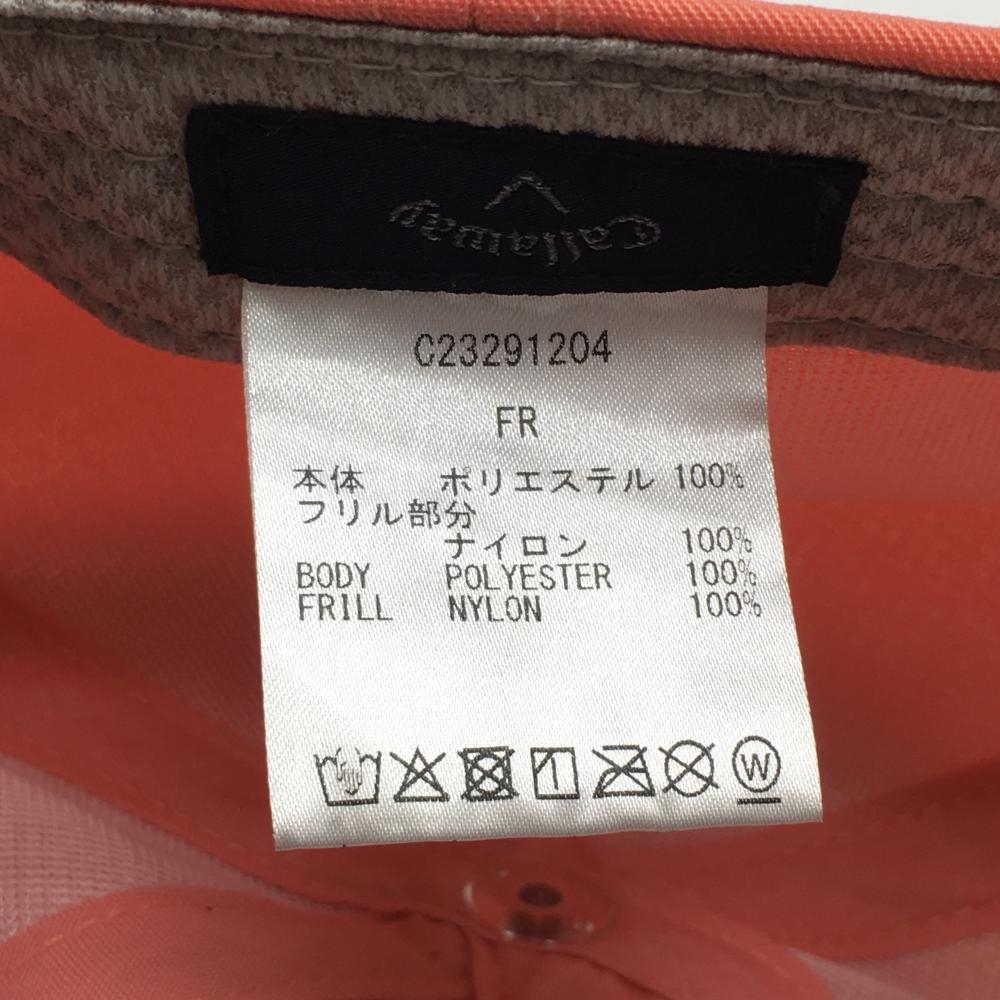 Callaway
C23291204
FR
本体 ポリエステル 100%
フリル部分
ナイロン 100%
BODY POLYESTER 100%
FRILL NYLON 100%
W